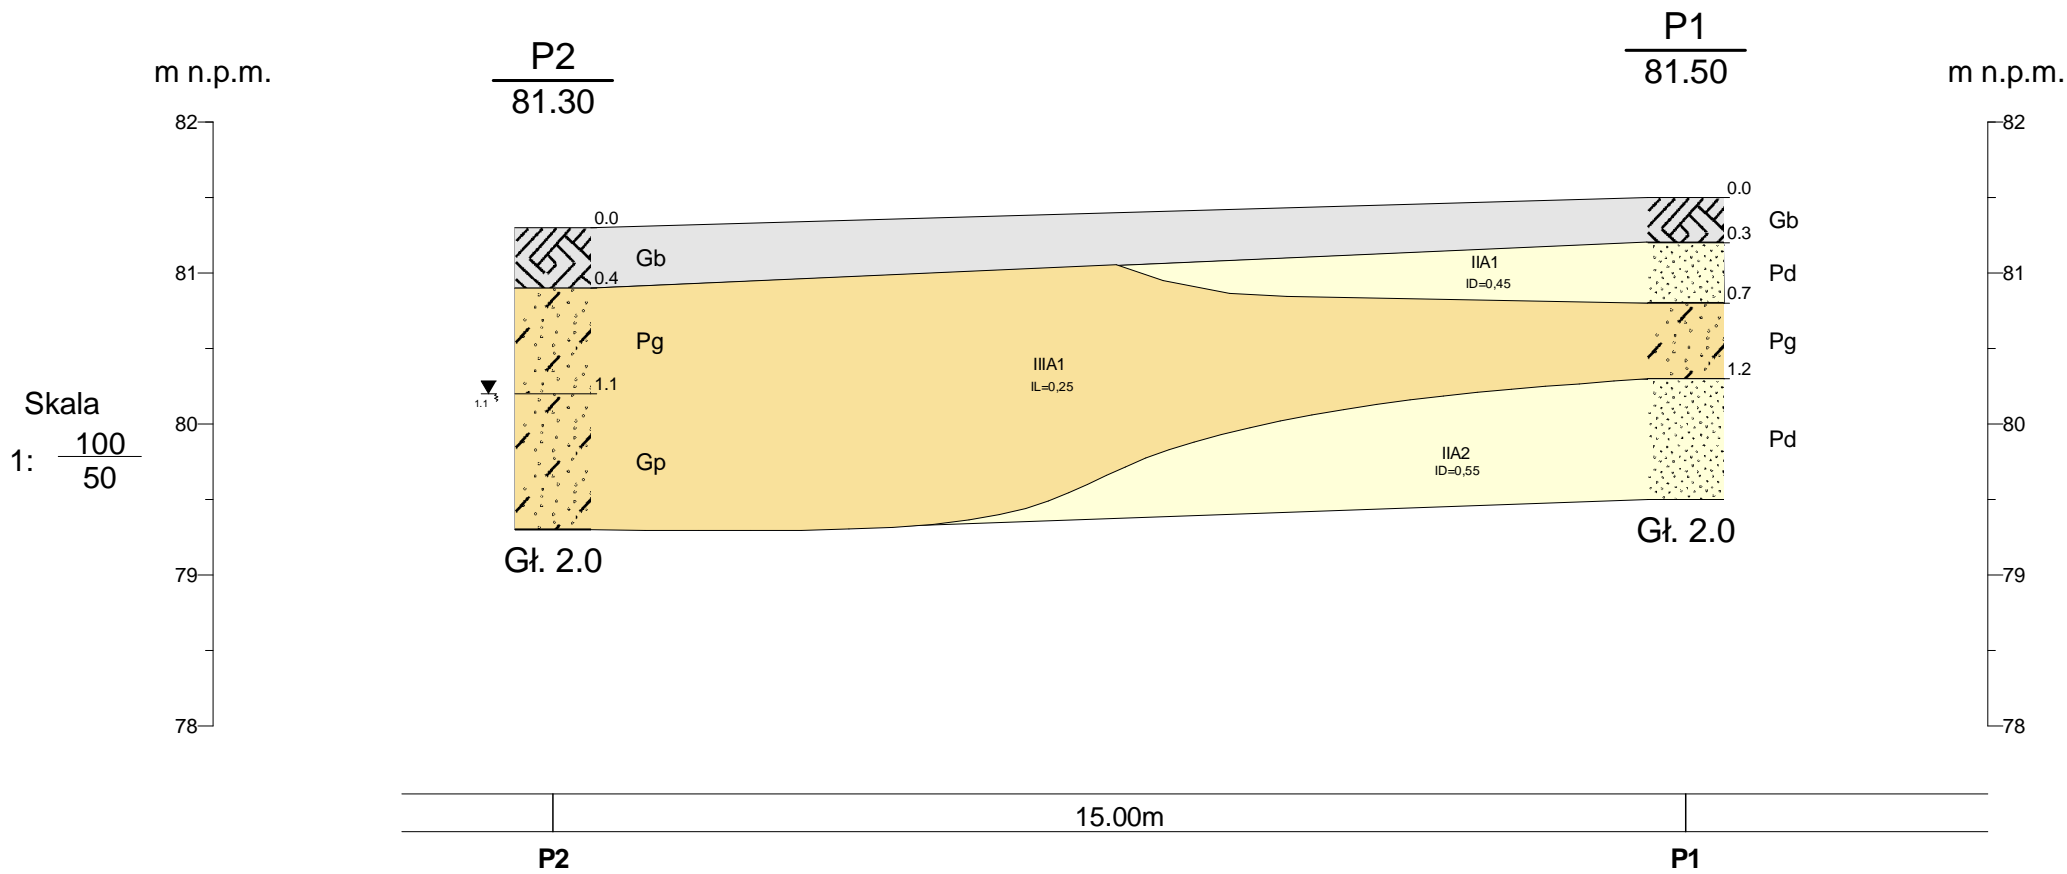 P1
81.50
P2
81.30
m n.p.m.
m n.p.m.
82
82
0.0
Gb
0.3
0.0
Gb
0.4
81
81
IIA1
ID=0,45
Pd
0.7
Pg
Pg
1.2
IIIA1
IL=0,25
1.1
1.1
Skala
1: 100
50
80
80
Gp
Pd
IIA2
ID=0,55
Gł. 2.0
Gł. 2.0
79
79
78
78
15.00m
P2
P1